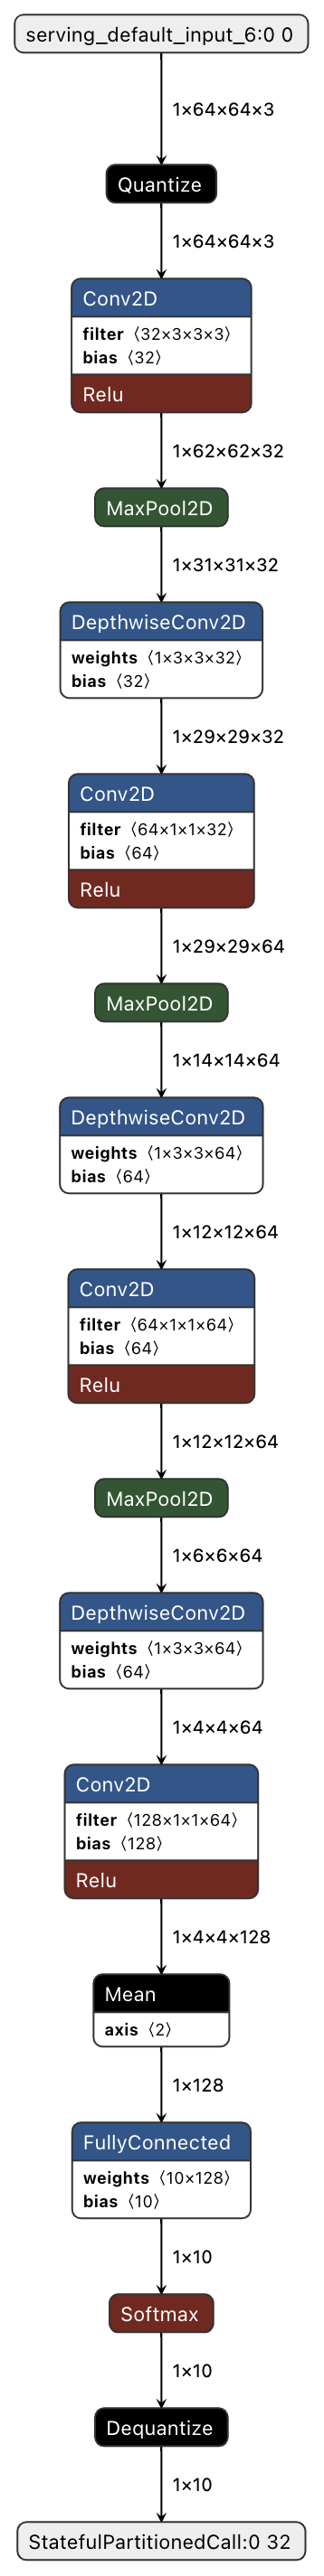 serving_default_input_6:0 0
1×64×64×3
Quantize
1×64×64×3
Conv2D
filter ⟨32×3×3×3⟩
bias ⟨32⟩
Relu
1×62×62×32
MaxPool2D
1×31×31×32
DepthwiseConv2D
weights ⟨1×3×3×32⟩
bias ⟨32⟩
1×29×29×32
Conv2D
filter ⟨64×1×1×32⟩
bias ⟨64⟩
Relu
1×29×29×64
MaxPool2D
1×14×14×64
DepthwiseConv2D
weights ⟨1×3×3×64⟩
bias ⟨64⟩
1×12×12×64
Conv2D
filter ⟨64×1×1×64⟩
bias ⟨64⟩
Relu
1×12×12×64
MaxPool2D
1×6×6×64
DepthwiseConv2D
weights ⟨1×3×3×64⟩
bias ⟨64⟩
1×4×4×64
Conv2D
filter ⟨128×1×1×64⟩
bias ⟨128⟩
Relu
1×4×4×128
Mean
axis ⟨2⟩
1×128
FullyConnected
weights ⟨10×128⟩
bias ⟨10⟩
1×10
Softmax
1×10
Dequantize
1×10
StatefulPartitionedCall:0 32